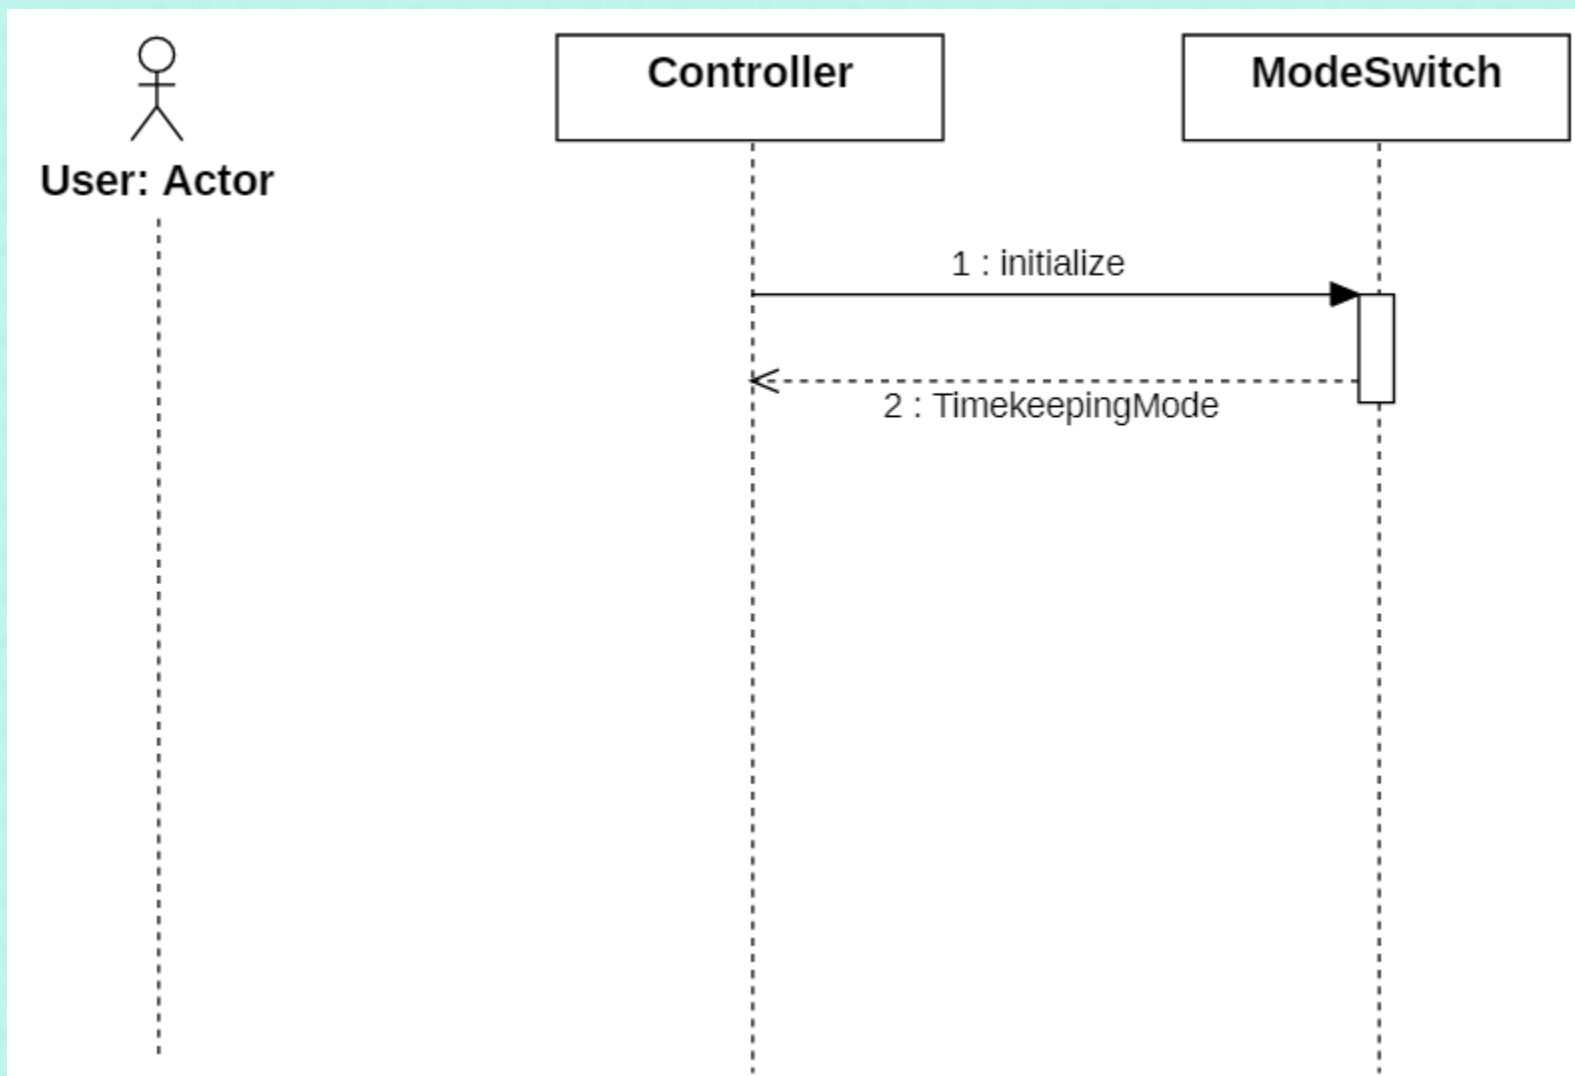 Controller
ModeSwitch
User: Actor
1 : initialize
2 : TimekeepingMode